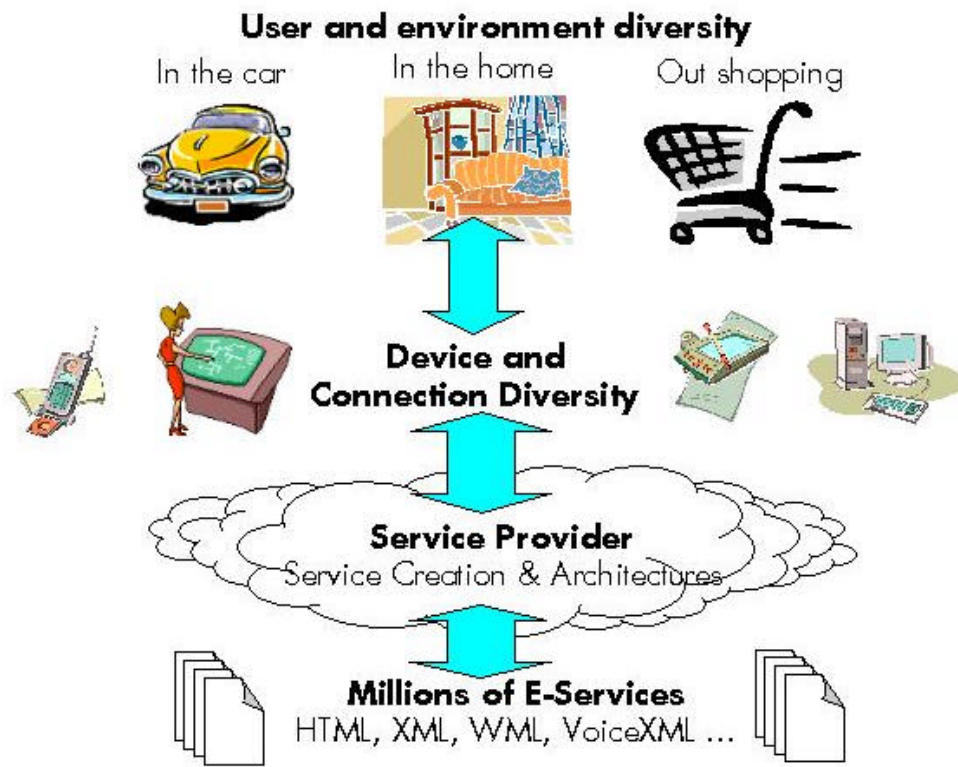 User and environment diversity
In the car
In the home
Out shopping
Device and
Connection Diversity
Service Provider
Service Creation & Architectures
Millions of E-Services
HTML, XML, WML, VoiceXML ...